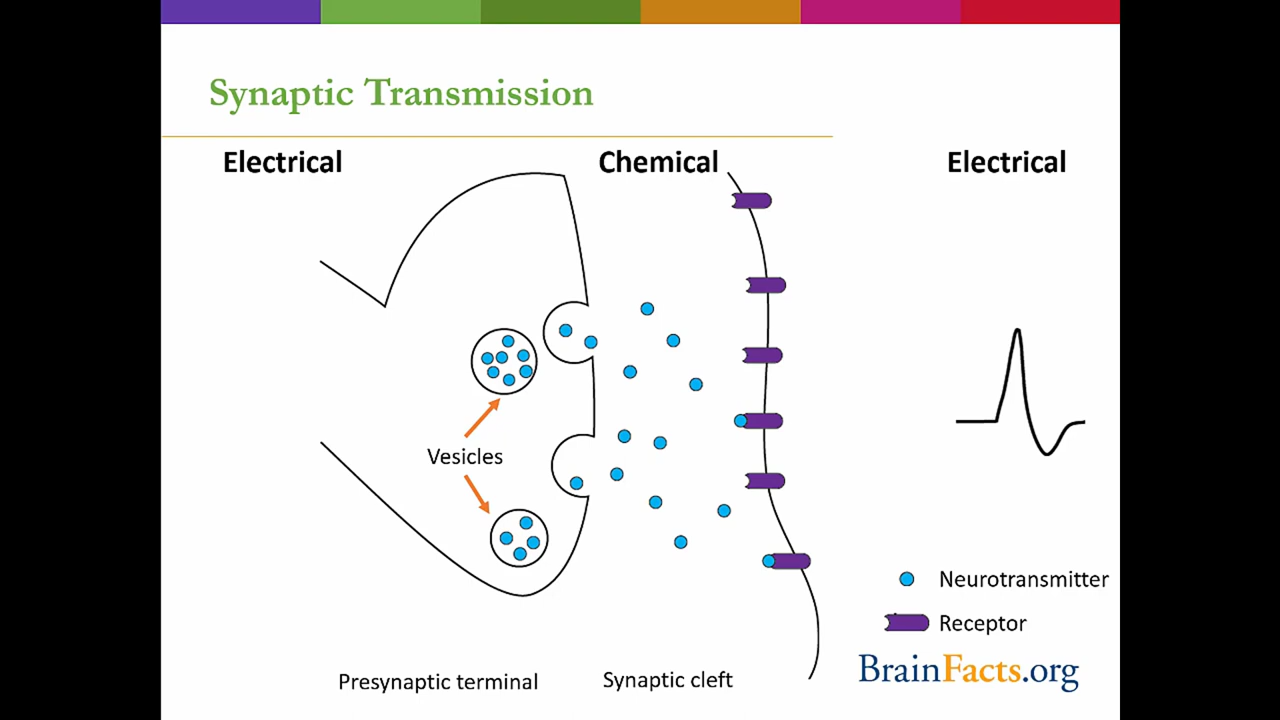 Synaptic Transmission
Electrical
Chemical
Electrical
Vesicles
Neurotransmitter
Receptor
BrainFacts.org
Presynaptic terminal
Synaptic cleft